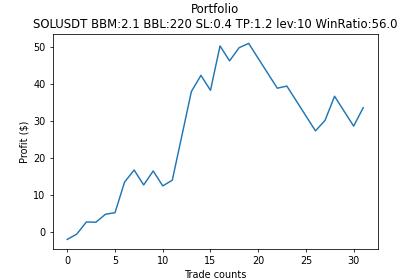 Portfolio
SOLUSDT BBM:2.1 BBL:220 SL:0.4 TP:1.2 lev:10 WinRatio:56.0
50
40
30
20
10
0
Profit ($)
0 5 10 15 20 25 30
Trade counts